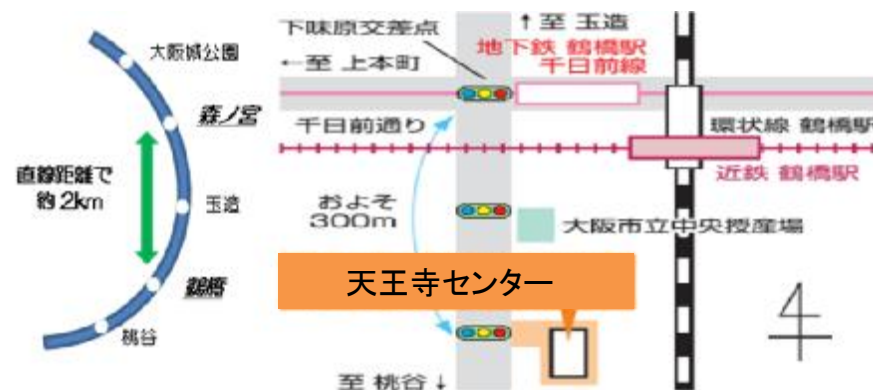 大阪城公園
森ノ宮
直線距離で
約2km
玉造
鶴橋
桃谷
下味原交差点
↑至 玉造
地下鉄 鶴橋駅
千日前線
←至 上本町
千日前通り
環状線 鶴橋駅
近鉄 鶴橋駅
およそ
300m
大阪市立中央授産場
天王寺センター
至 桃谷↓